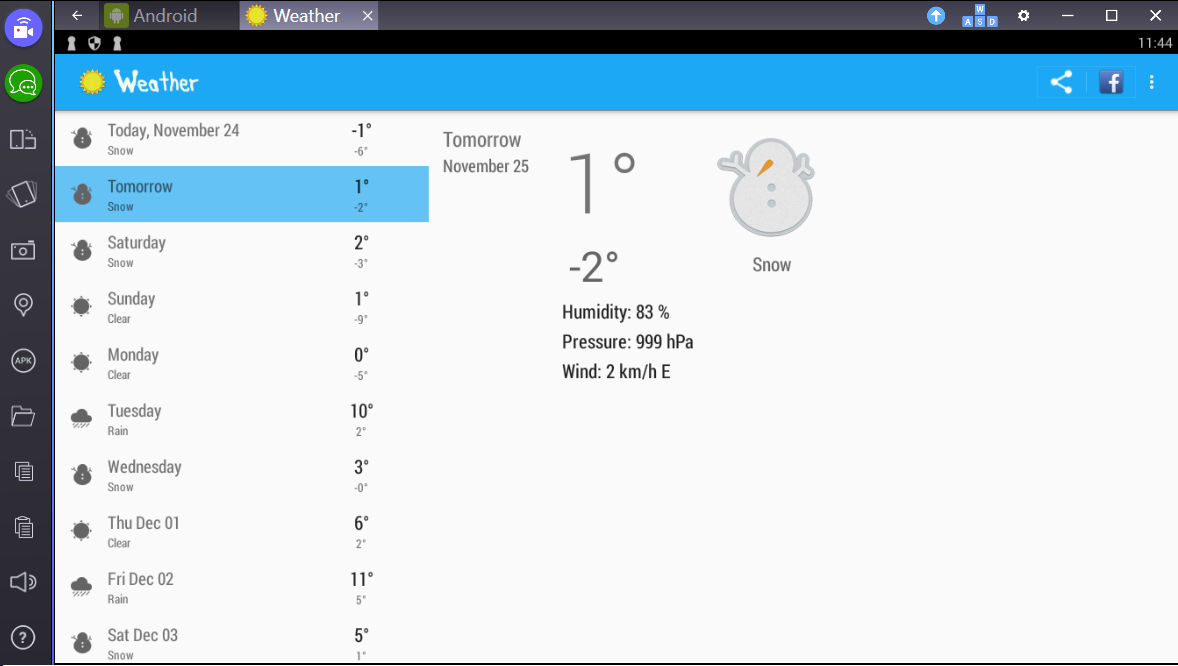 Android
Weather
W
A S D
11:44
Weather
Today, November 24
-1°
Snow
-6°
Tomorrow
1°
Snow
-2°
Saturday
2°
Snow
-3°
Sunday
1°
Clear
-9°
Monday
0°
Clear
-5°
Tuesday
10°
Rain
2°
Wednesday
3°
Snow
-0°
Thu Dec 01
6°
Clear
2°
Fri Dec 02
11°
Rain
5°
Sat Dec 03
5°
Snow
1°
Tomorrow
November 25
1°
-2°
Snow
Humidity: 83 %
Pressure: 999 hPa
Wind: 2 km/h E
APK